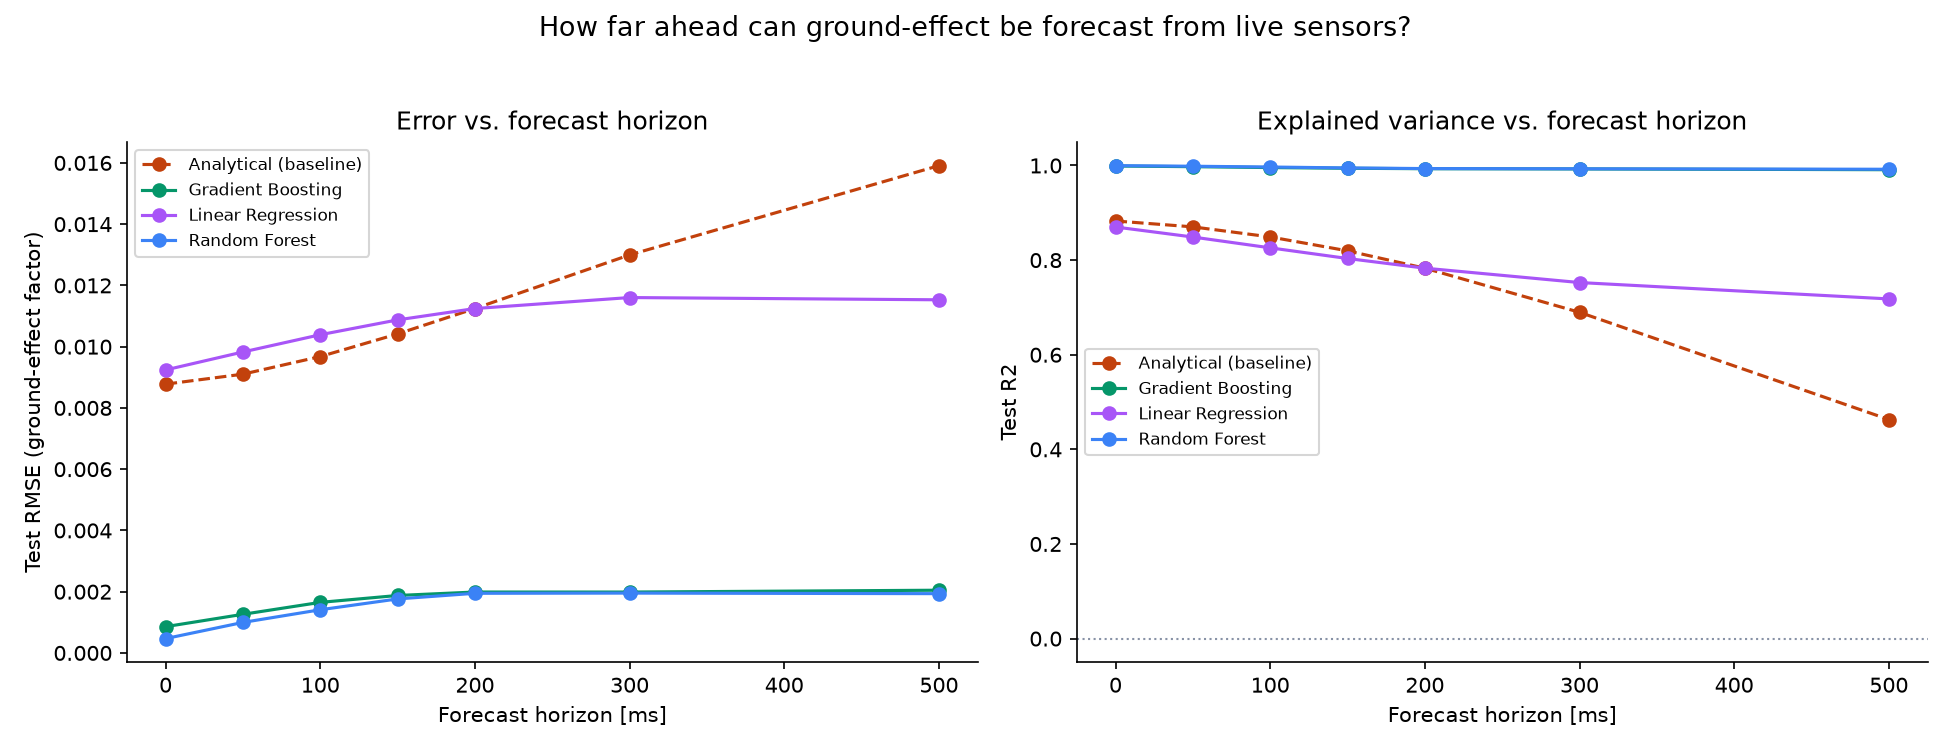 How far ahead can ground-effect be forecast from live sensors?
Error vs. forecast horizon
Test RMSE (ground-effect factor)
0.016
0.014
0.012
0.010
0.008
0.006
0.004
0.002
0.000
Analytical (baseline)
Gradient Boosting
Linear Regression
Random Forest
0
100
200
300
400
500
Forecast horizon [ms]
Explained variance vs. forecast horizon
Test R2
1.0
0.8
0.6
0.4
0.2
0.0
Analytical (baseline)
Gradient Boosting
Linear Regression
Random Forest
0
100
200
300
400
500
Forecast horizon [ms]